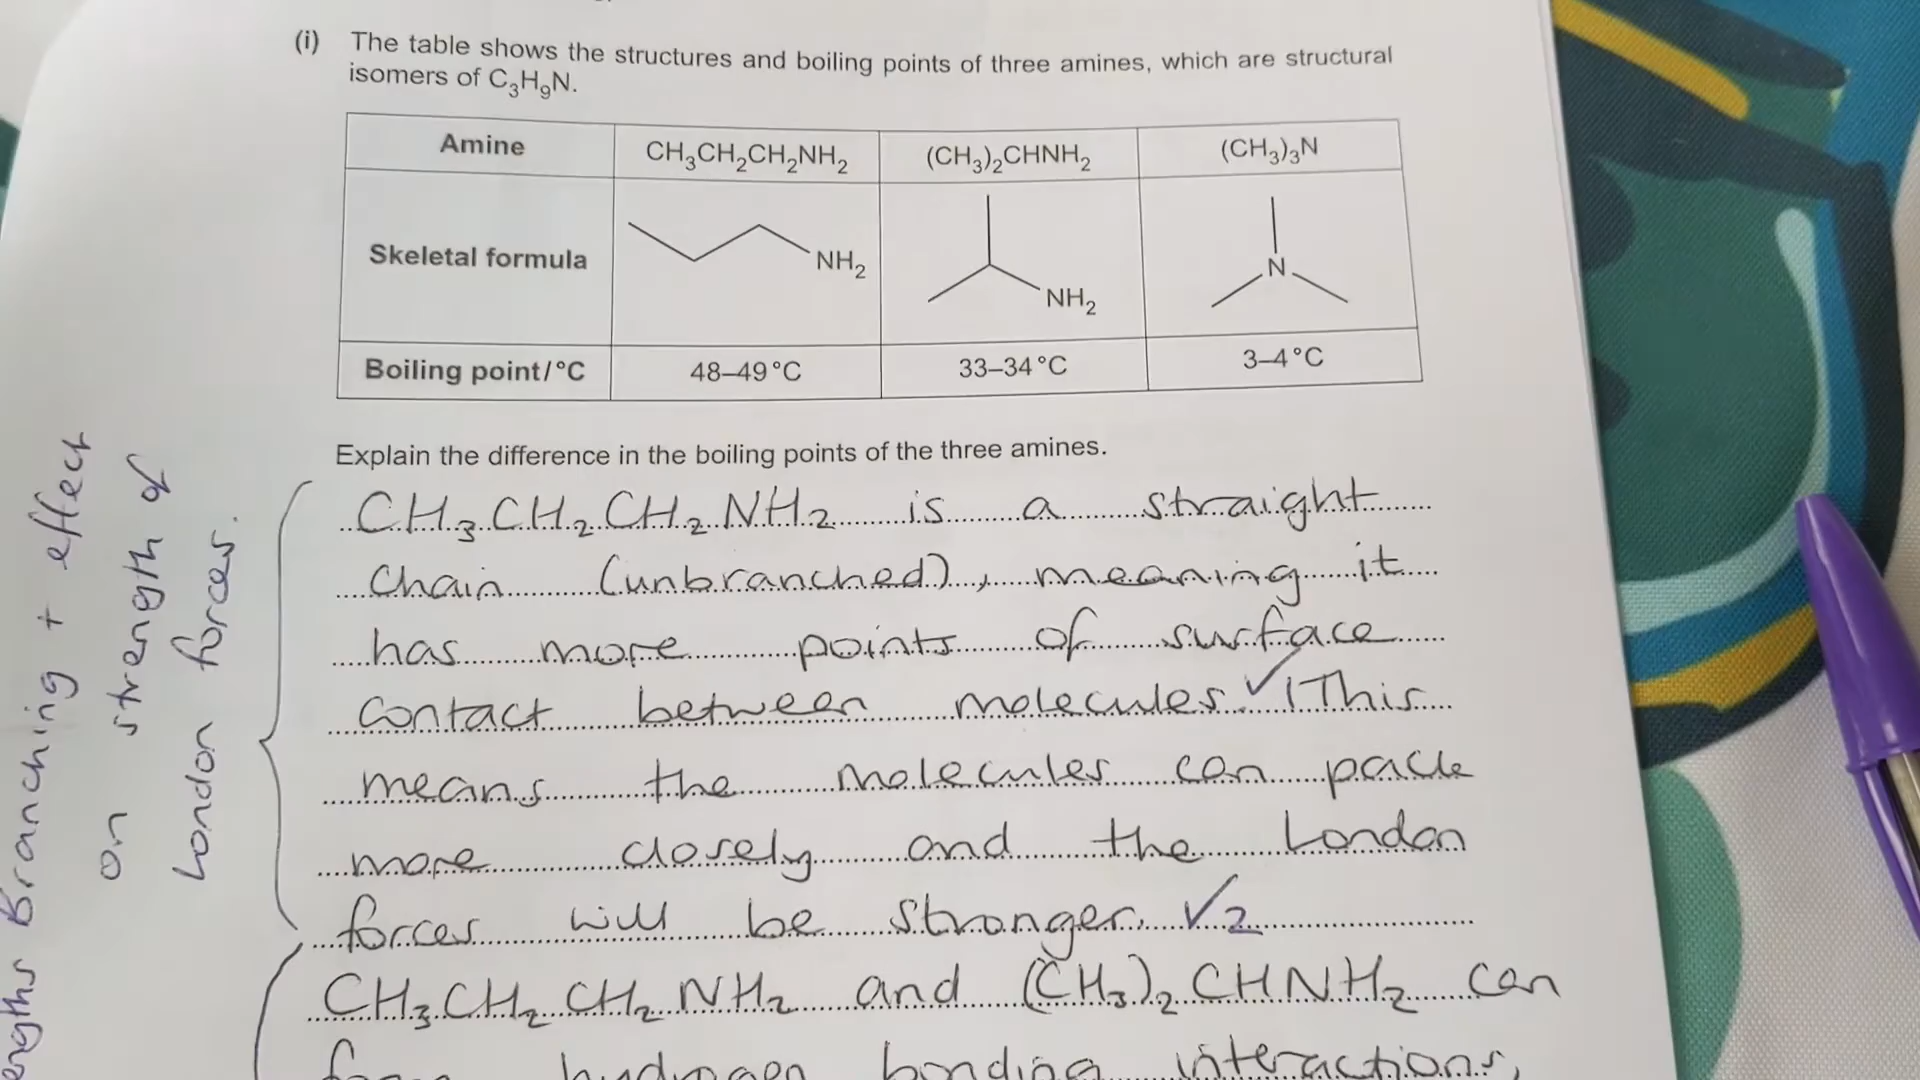 (i) The table shows the structures and boiling points of three amines, which are structural
isomers of C₃H₉N.
Amine CH₃CH₂CH₂NH₂ (CH₃)₂CHNH₂ (CH₃)₃N
Skeletal formula NH₂ NH₂ N
Boiling point/°C 48–49°C 33–34°C 3–4°C
Explain the difference in the boiling points of the three amines.
CH₃CH₂CH₂NH₂ is a straight
chain (unbranched), meaning it
has more points of surface
contact between molecules. ✓1 This
means the molecules can pack
more closely and the London
forces will be stronger. ✓2
CH₃CH₂CH₂NH₂ and (CH₃)₂CHNH₂ can
form hydrogen bonding interactions,
Branching + effect
on strength of
London forces.